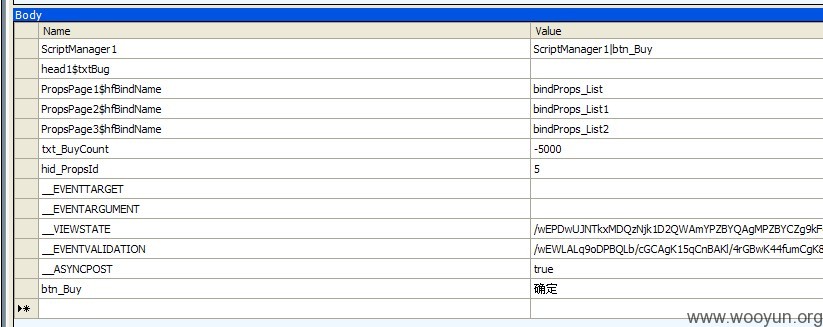 Body
Name Value
ScriptManager1 ScriptManager1|btn_Buy
head1$txtBug
PropsPage1$hfBindName bindProps_List
PropsPage2$hfBindName bindProps_List1
PropsPage3$hfBindName bindProps_List2
txt_BuyCount -5000
hid_PropsId 5
__EVENTTARGET
__EVENTARGUMENT
__VIEWSTATE /wEPDwUJNTkxMDQzNjk1D2QWAmYPZBYQAgMPZBYCZg9kF
__EVENTVALIDATION /wEWLALq9oDPBQLb/cGCAgK15qCnBAKl/4rGBwK44fumCgK8
__ASYNCPOST true
btn_Buy 确定
www.wooyun.org